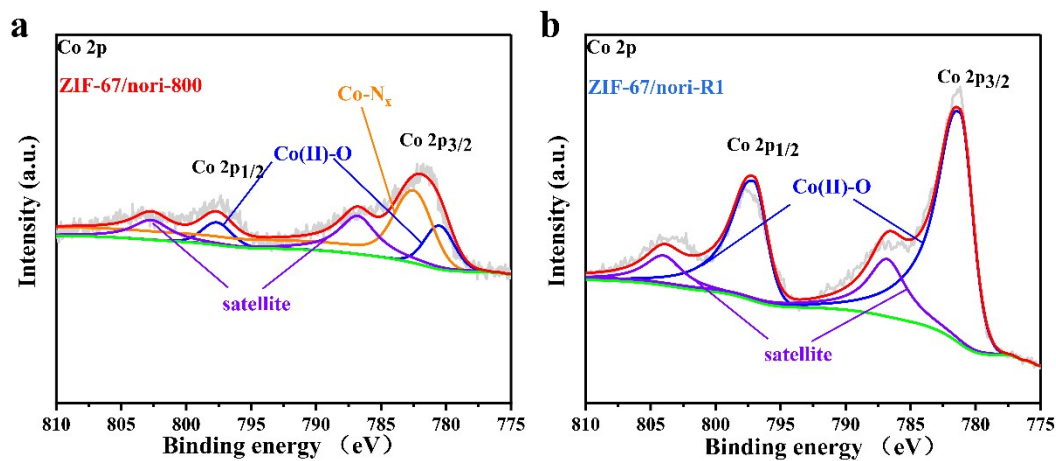 a
Co 2p
ZIF-67/nori-800
Co-Nx
Co 2p1/2
Co(II)-O
Co 2p3/2
satellite
Intensity (a.u.)
810 805 800 795 790 785 780 775
Binding energy （eV）
b
Co 2p
ZIF-67/nori-R1
Co 2p3/2
Co 2p1/2
Co(II)-O
satellite
Intensity (a.u.)
810 805 800 795 790 785 780 775
Binding energy （eV）